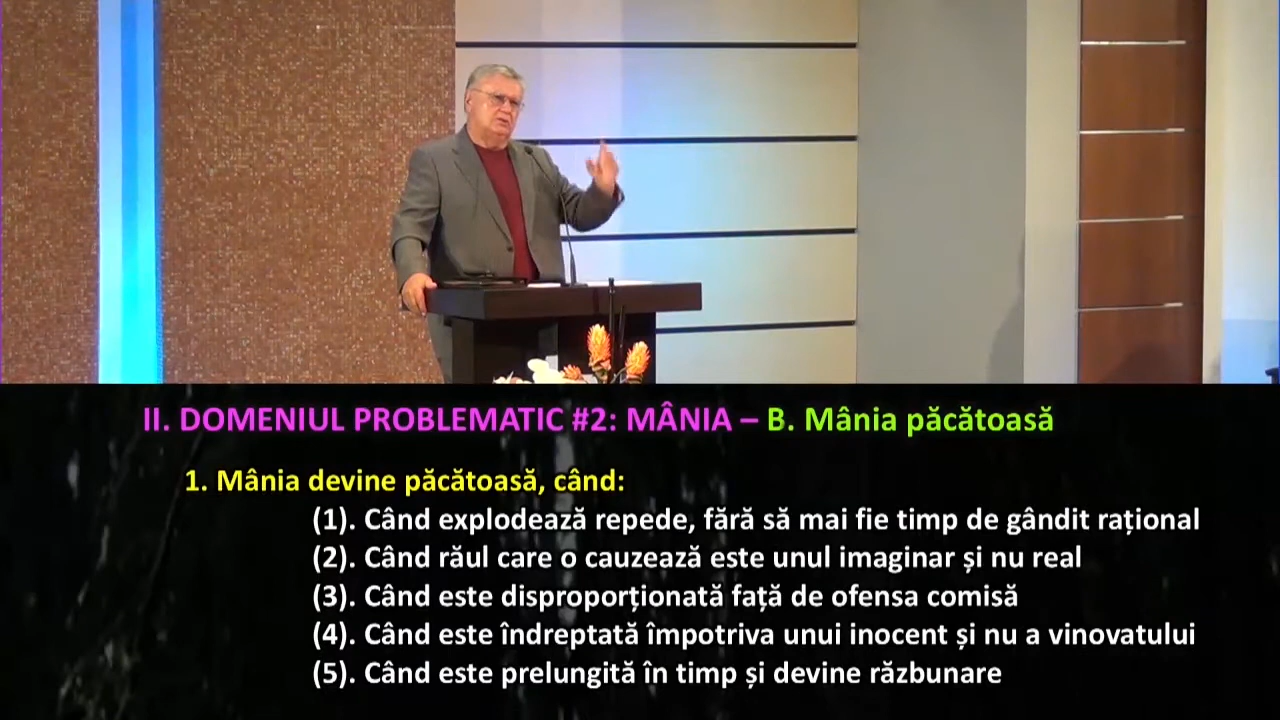 II. DOMENIUL PROBLEMATIC #2: MÂNIA – B. Mânia păcătoasă
1. Mânia devine păcătoasă, când:
(1). Când explodează repede, fără să mai fie timp de gândit rațional
(2). Când răul care o cauzează este unul imaginar și nu real
(3). Când este disproporționată față de ofensa comisă
(4). Când este îndreptată împotriva unui inocent și nu a vinovatului
(5). Când este prelungită în timp și devine răzbunare